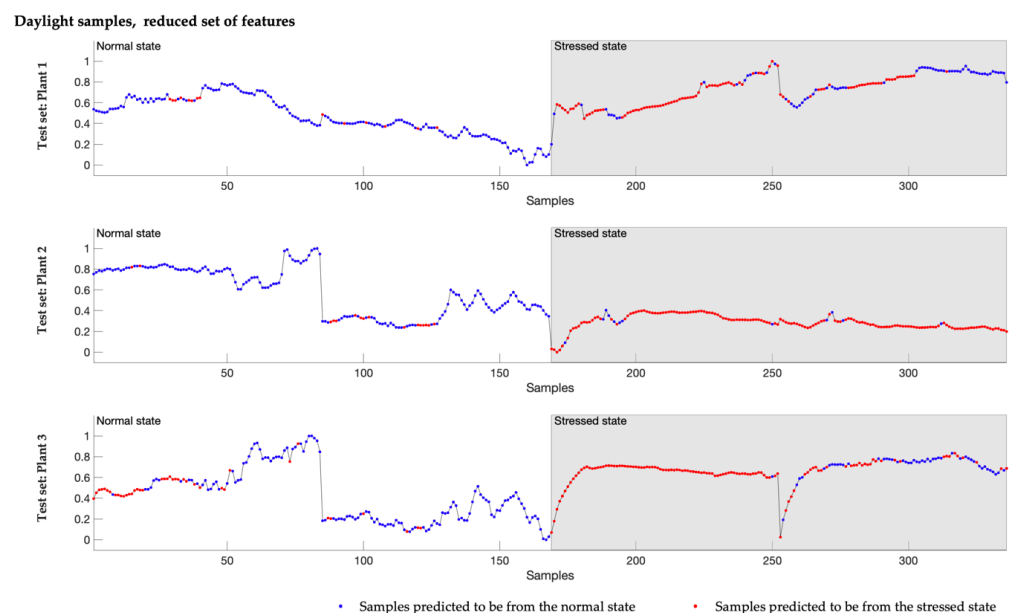 Daylight samples, reduced set of features
Normal state
Stressed state
Test set: Plant 1
1
0.8
0.6
0.4
0.2
0
50
100
150
200
250
300
Samples
Normal state
Stressed state
Test set: Plant 2
1
0.8
0.6
0.4
0.2
0
50
100
150
200
250
300
Samples
Normal state
Stressed state
Test set: Plant 3
1
0.8
0.6
0.4
0.2
0
50
100
150
200
250
300
Samples
Samples predicted to be from the normal state
Samples predicted to be from the stressed state